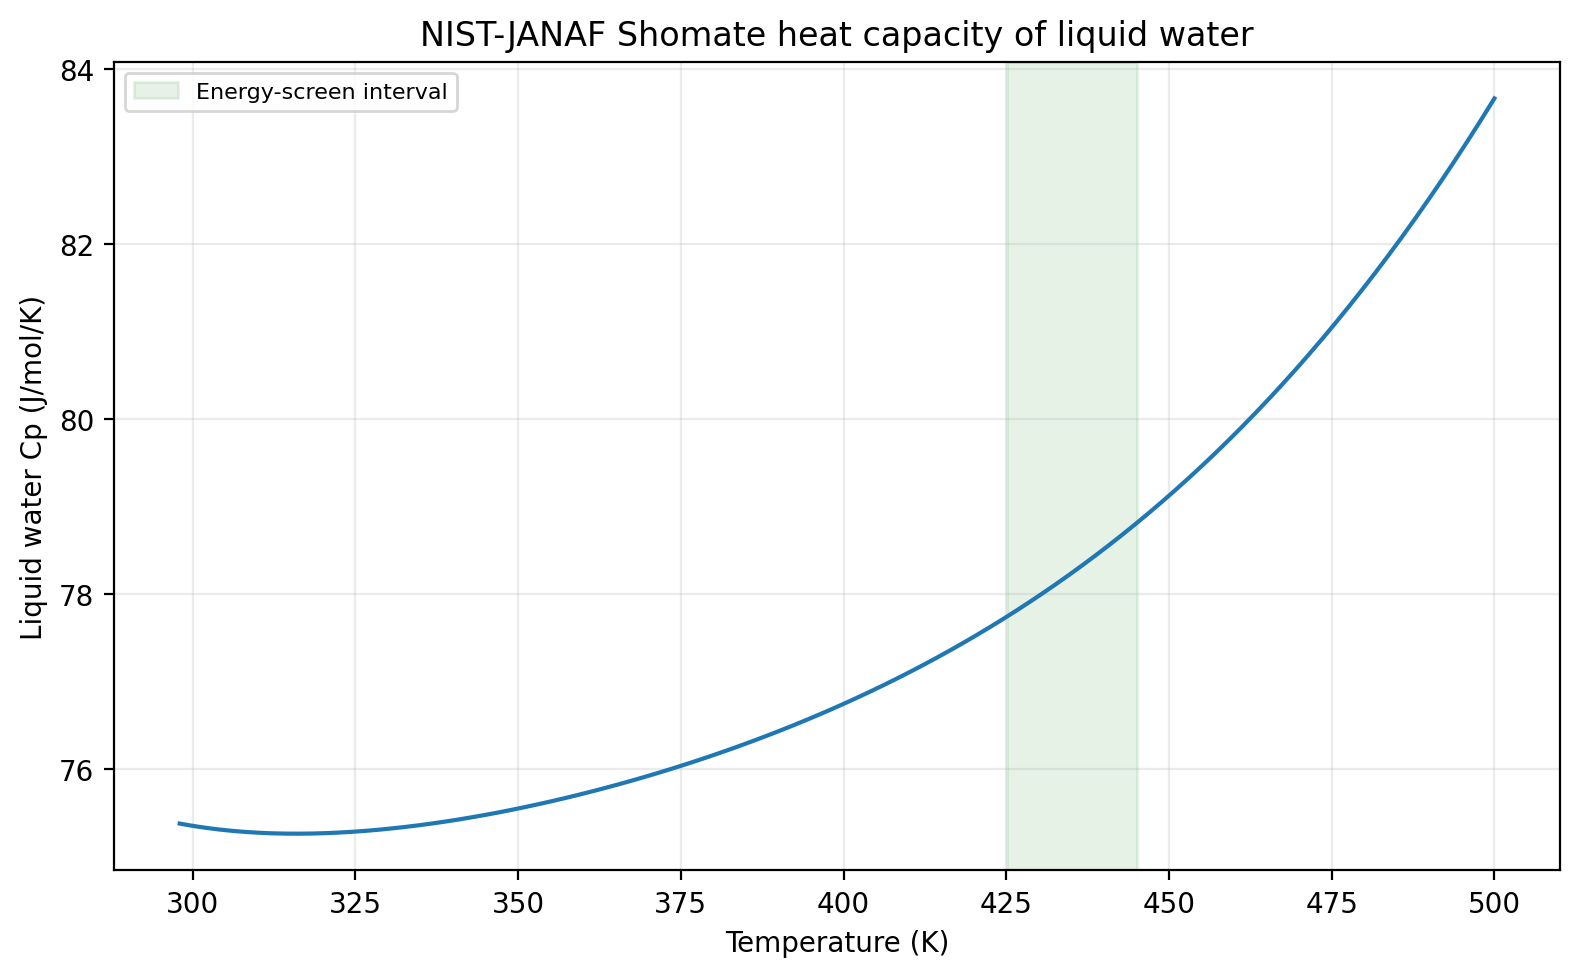 NIST-JANAF Shomate heat capacity of liquid water
Energy-screen interval
Liquid water Cp (J/mol/K)
84
82
80
78
76
300 325 350 375 400 425 450 475 500
Temperature (K)